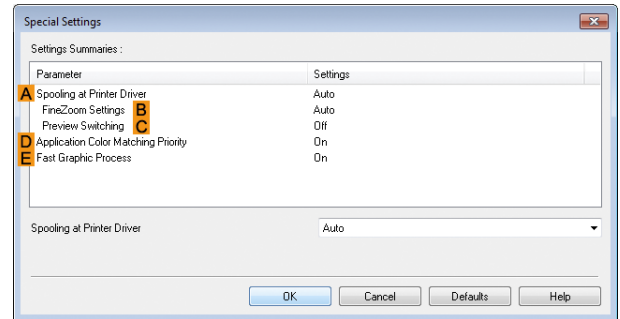 Special Settings
Settings Summaries :
Parameter Settings
A Spooling at Printer Driver Auto
FineZoom Settings B Auto
Preview Switching C Off
D Application Color Matching Priority On
E Fast Graphic Process On
Spooling at Printer Driver Auto
OK Cancel Defaults Help